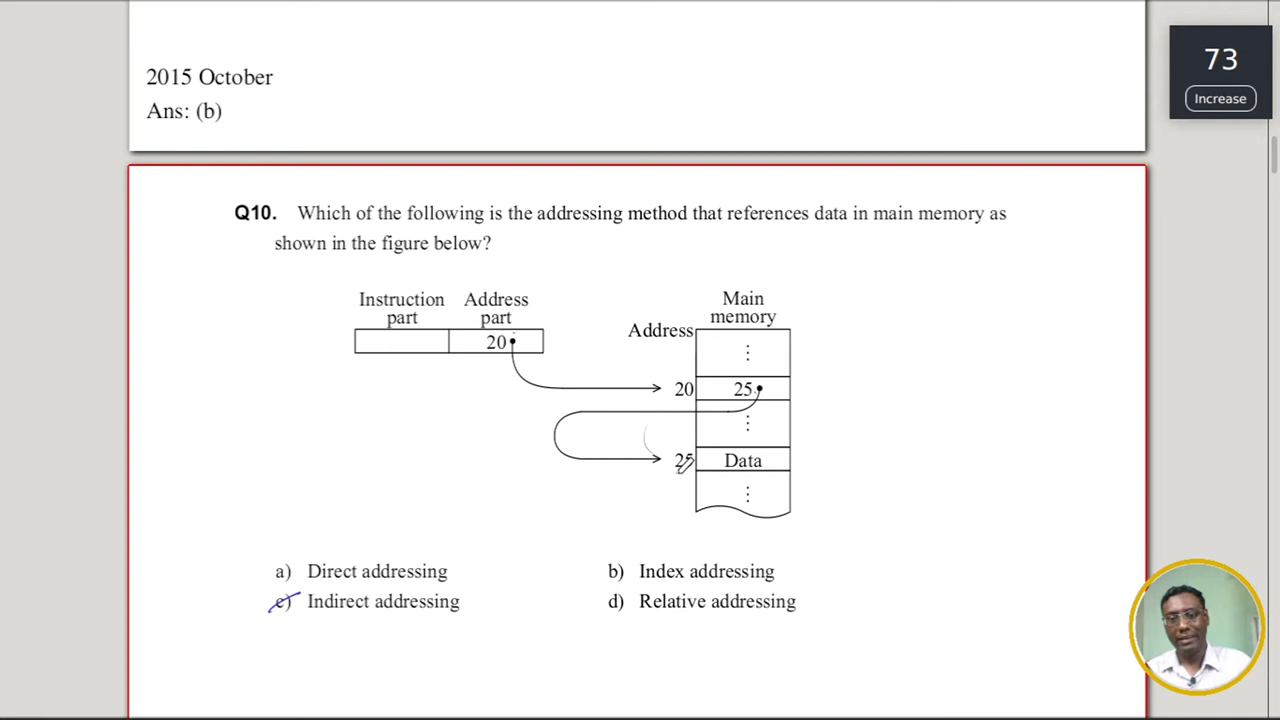 73
Increase
2015 October
Ans: (b)
Q10. Which of the following is the addressing method that references data in main memory as
shown in the figure below?
Instruction part
Address part
20
Address
Main memory
⋮
20 25
⋮
25 Data
⋮
a) Direct addressing
b) Index addressing
c) Indirect addressing
d) Relative addressing